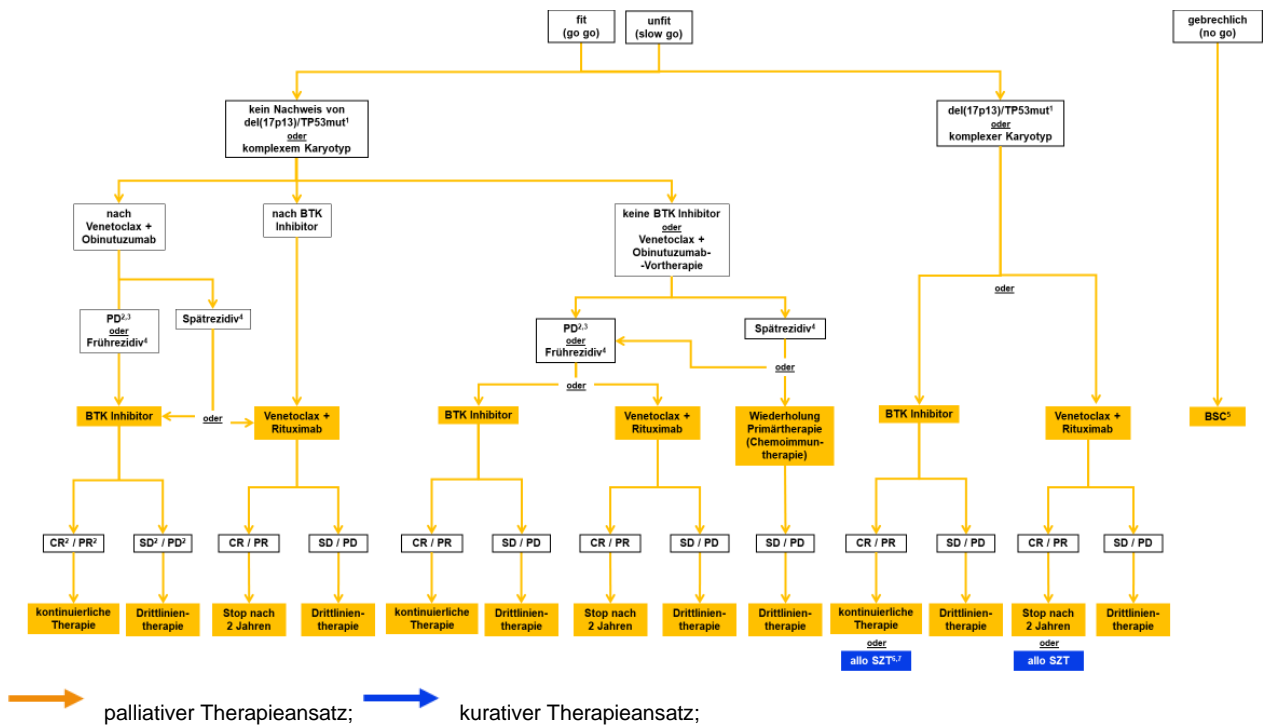 fit
(go go)
unfit
(slow go)
gebrechlich
(no go)
kein Nachweis von
del(17p13)/TP53mut¹
oder
komplexem Karyotyp
del(17p13)/TP53mut¹
oder
komplexer Karyotyp
nach
Venetoclax +
Obinutuzumab
nach BTK
Inhibitor
keine BTK Inhibitor
oder
Venetoclax +
Obinutuzumab-
-Vortherapie
oder
PD²,³
oder
Frührezidiv⁴
Spätrezidiv⁴
PD²,³
oder
Frührezidiv⁴
Spätrezidiv⁴
oder
oder
BTK Inhibitor
oder
Venetoclax +
Rituximab
BTK Inhibitor
Venetoclax +
Rituximab
Wiederholung
Primärtherapie
(Chemoimmun-
therapie)
BTK Inhibitor
Venetoclax +
Rituximab
BSC⁵
CR² / PR²
SD² / PD²
CR / PR
SD / PD
CR / PR
SD / PD
CR / PR
SD / PD
SD / PD
CR / PR
SD / PD
CR / PR
SD / PD
kontinuierliche
Therapie
Drittlinien-
therapie
Stop nach
2 Jahren
Drittlinien-
therapie
kontinuierliche
Therapie
Drittlinien-
therapie
Stop nach
2 Jahren
Drittlinien-
therapie
Drittlinien-
therapie
kontinuierliche
Therapie
oder
allo SZT⁶,⁷
Drittlinien-
therapie
Stop nach
2 Jahren
oder
allo SZT
Drittlinien-
therapie
palliativer Therapieansatz;
kurativer Therapieansatz;